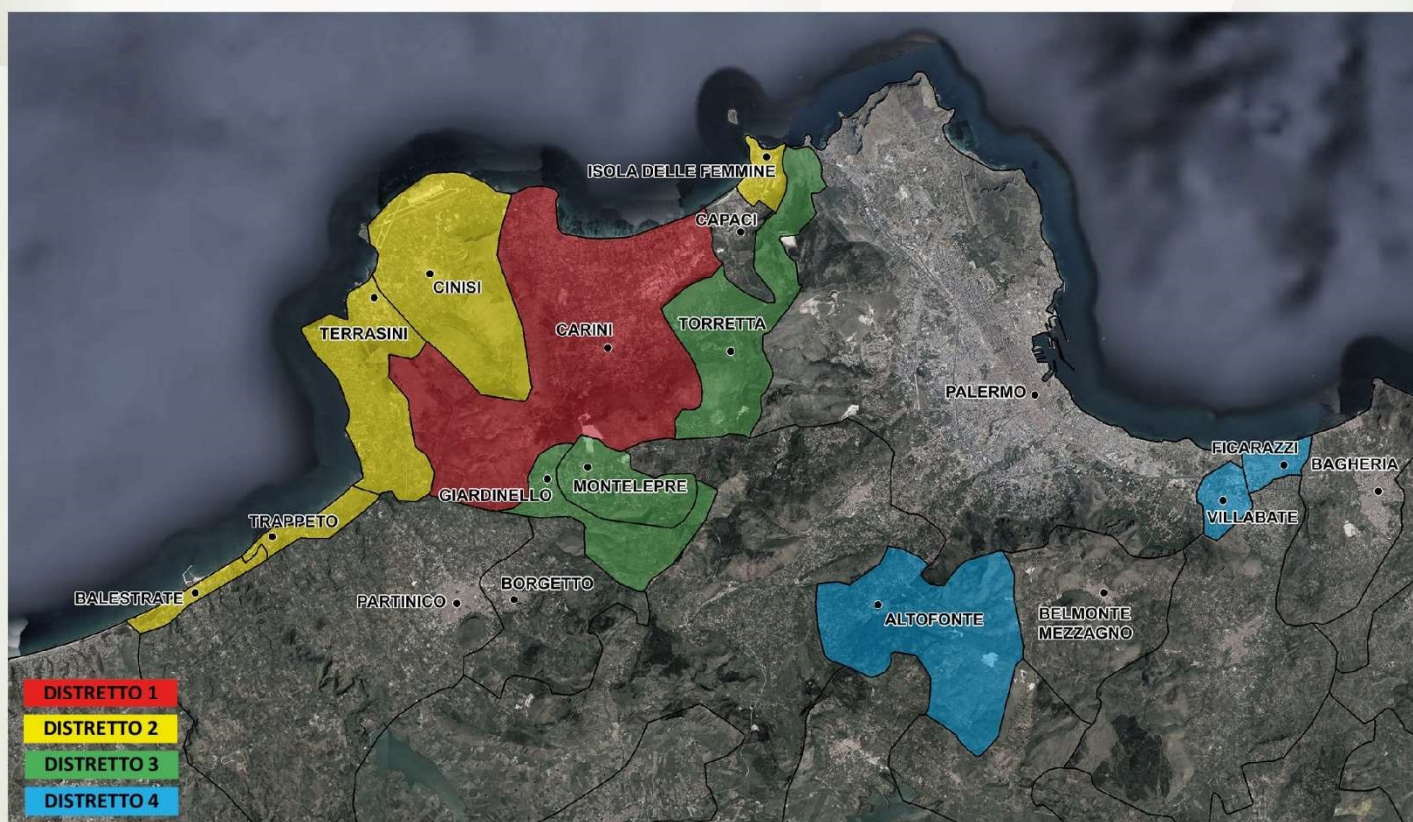 ISOLA DELLE FEMMINE
CAPACI
CINISI
TERRASINI
CARINI
TORRETTA
PALERMO
FICARAZZI
BAGHERIA
GIARDINELLO
MONTELEPRE
VILLABATE
TRAPPETO
BALESTRATE
PARTINICO
BORGETTO
ALTOFONTE
BELMONTE
MEZZAGNO
DISTRETTO 1
DISTRETTO 2
DISTRETTO 3
DISTRETTO 4